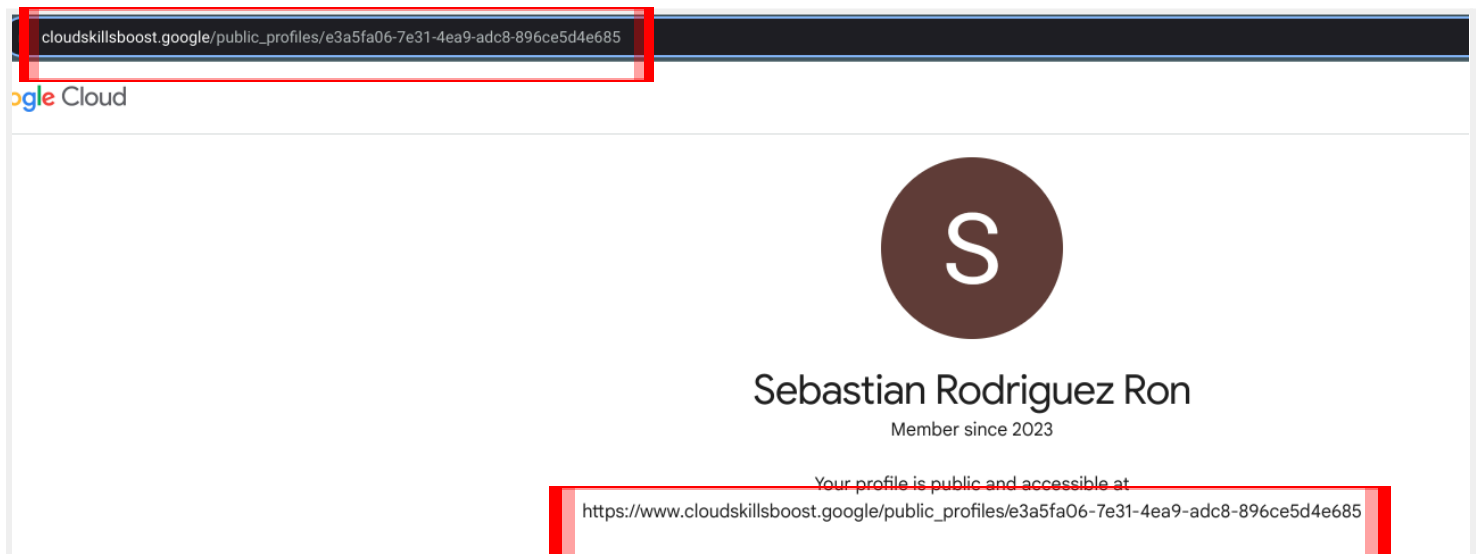 cloudskillsboost.google/public_profiles/e3a5fa06-7e31-4ea9-adc8-896ce5d4e685
ogle Cloud
S
Sebastian Rodriguez Ron
Member since 2023
Your profile is public and accessible at
https://www.cloudskillsboost.google/public_profiles/e3a5fa06-7e31-4ea9-adc8-896ce5d4e685